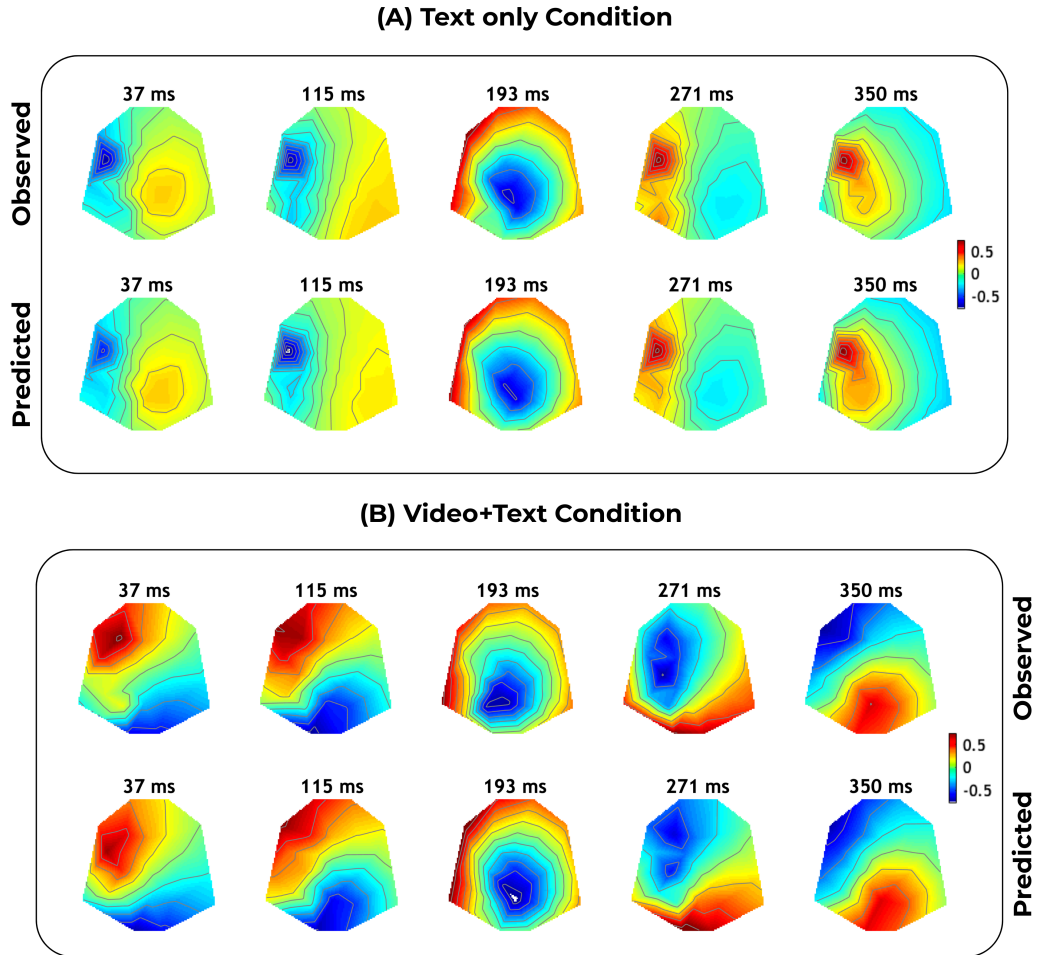 (A) Text only Condition
Observed
37 ms 115 ms 193 ms 271 ms 350 ms
0.5
0
-0.5
Predicted
37 ms 115 ms 193 ms 271 ms 350 ms
(B) Video+Text Condition
37 ms 115 ms 193 ms 271 ms 350 ms
Observed
0.5
0
-0.5
37 ms 115 ms 193 ms 271 ms 350 ms
Predicted